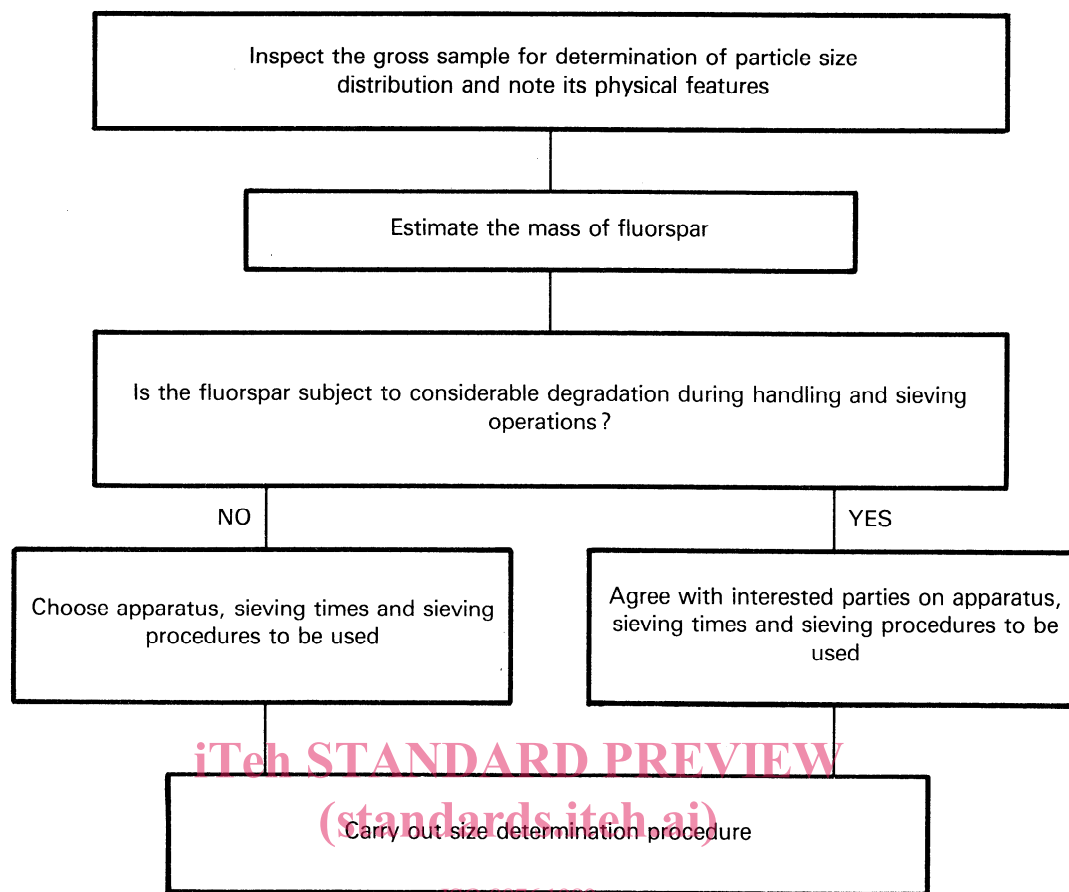 Inspect the gross sample for determination of particle size
distribution and note its physical features
Estimate the mass of fluorspar
Is the fluorspar subject to considerable degradation during handling and sieving
operations?
NO
YES
Choose apparatus, sieving times and sieving
procedures to be used
Agree with interested parties on apparatus,
sieving times and sieving procedures to be
used
iTeh STANDARD PREVIEW
(standards.iteh.ai)
Carry out size determination procedure